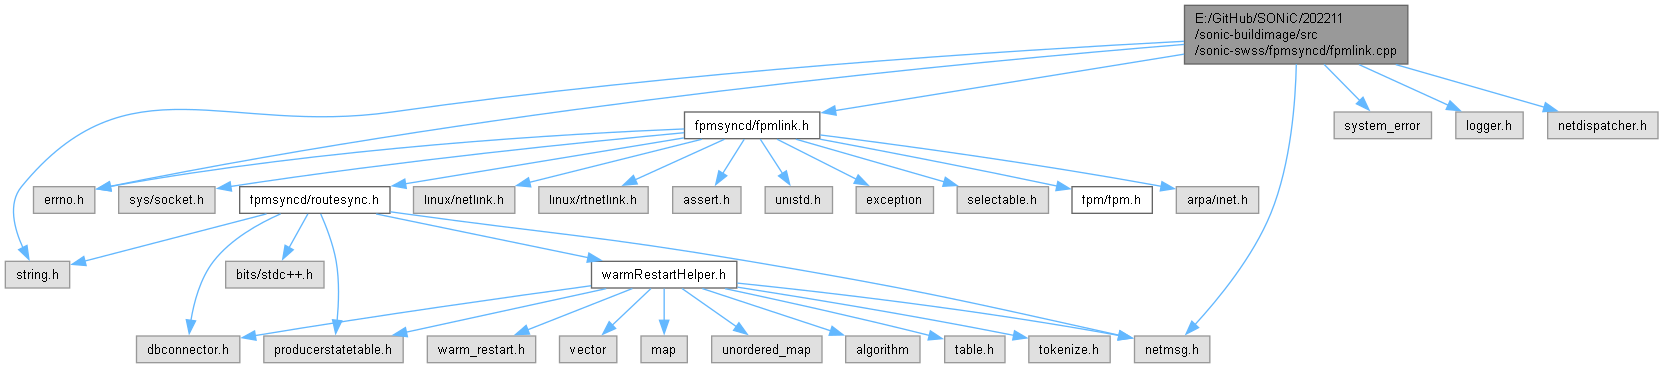 E:/GitHub/SONiC/202211
/sonic-buildimage/src
/sonic-swss/fpmsyncd/fpmlink.cpp
fpmsyncd/fpmlink.h
system_error
logger.h
netdispatcher.h
errno.h
sys/socket.h
fpmsyncd/routesync.h
linux/netlink.h
linux/rtnetlink.h
assert.h
unistd.h
exception
selectable.h
fpm/fpm.h
arpa/inet.h
string.h
bits/stdc++.h
warmRestartHelper.h
dbconnector.h
producerstatetable.h
warm_restart.h
vector
map
unordered_map
algorithm
table.h
tokenize.h
netmsg.h